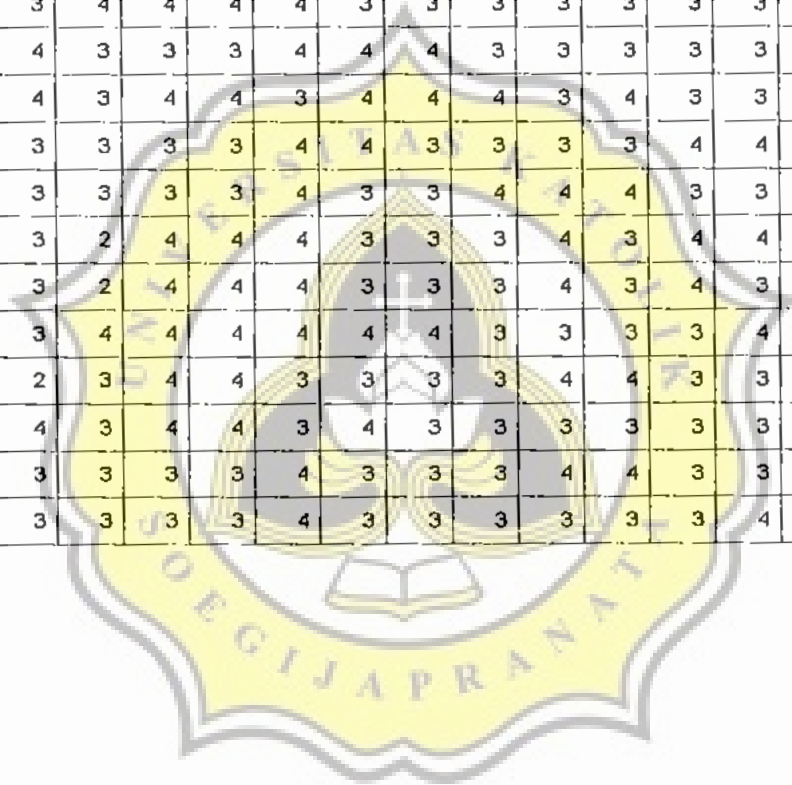 3 4 4 4 4 3 3 3 3 3 3 3
4 3 3 3 4 4 4 3 3 3 3 3
4 3 4 4 3 4 4 4 3 4 3 3
3 3 3 3 4 4 3 3 3 3 4 4
3 3 3 3 4 3 3 4 4 4 3 3
3 2 4 4 4 3 3 3 4 3 4 4
3 2 4 4 4 3 3 3 4 3 4 3
3 4 4 4 4 4 4 3 3 3 3 4
2 3 4 4 3 3 3 3 4 4 3 3
4 3 4 4 3 4 3 3 3 3 3 3
3 3 3 3 4 3 3 3 4 4 3 3
3 3 3 3 4 3 3 3 3 3 3 4
UNIVERSITAS KATOLIK
SOEGIJAPRANATA